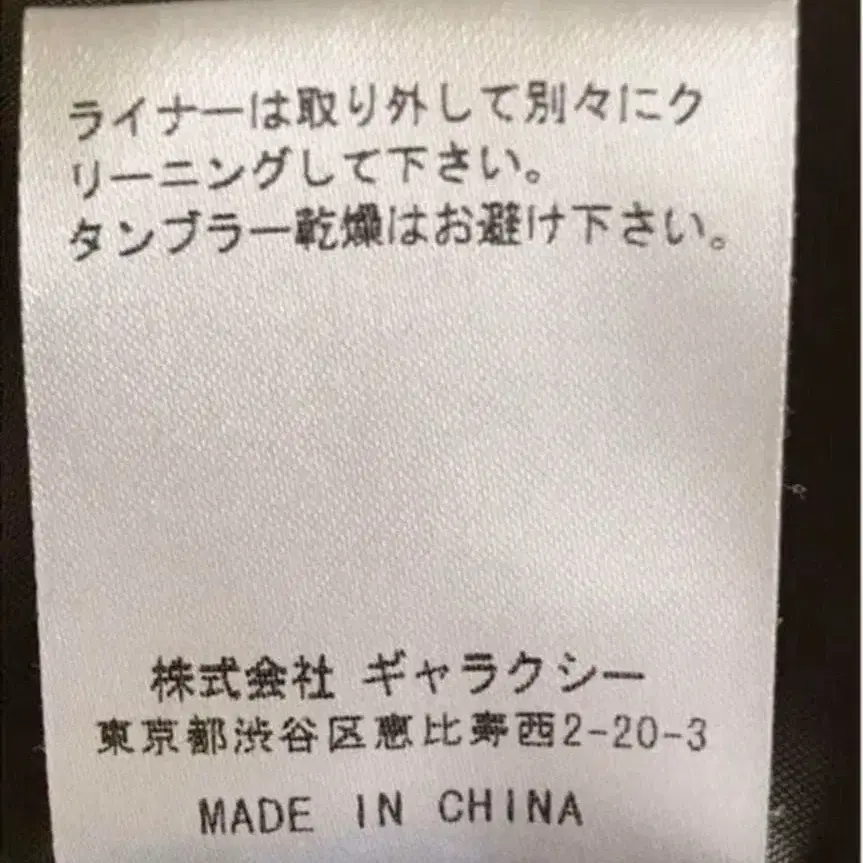 ライナーは取り外して別々にク
リーニングして下さい。
タンブラー乾燥はお避け下さい。
株式会社 ギャラクシー
東京都渋谷区恵比寿西2-20-3
MADE IN CHINA